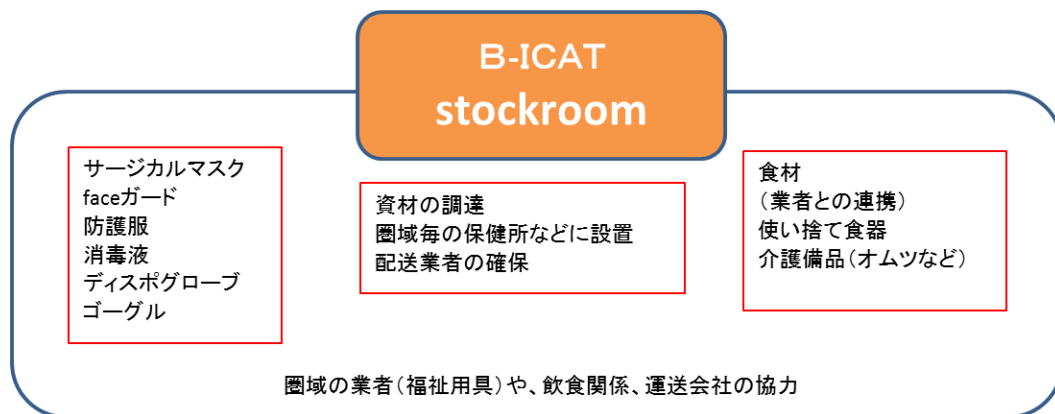 B-ICAT
stockroom
サージカルマスク
faceガード
防護服
消毒液
ディスポグローブ
ゴーグル
資材の調達
圏域毎の保健所などに設置
配送業者の確保
食材
（業者との連携）
使い捨て食器
介護備品（オムツなど）
圏域の業者（福祉用具）や、飲食関係、運送会社の協力